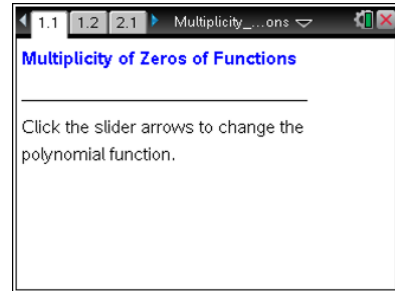 1.1 1.2 2.1 Multiplicity_...ons
Multiplicity of Zeros of Functions
Click the slider arrows to change the
polynomial function.